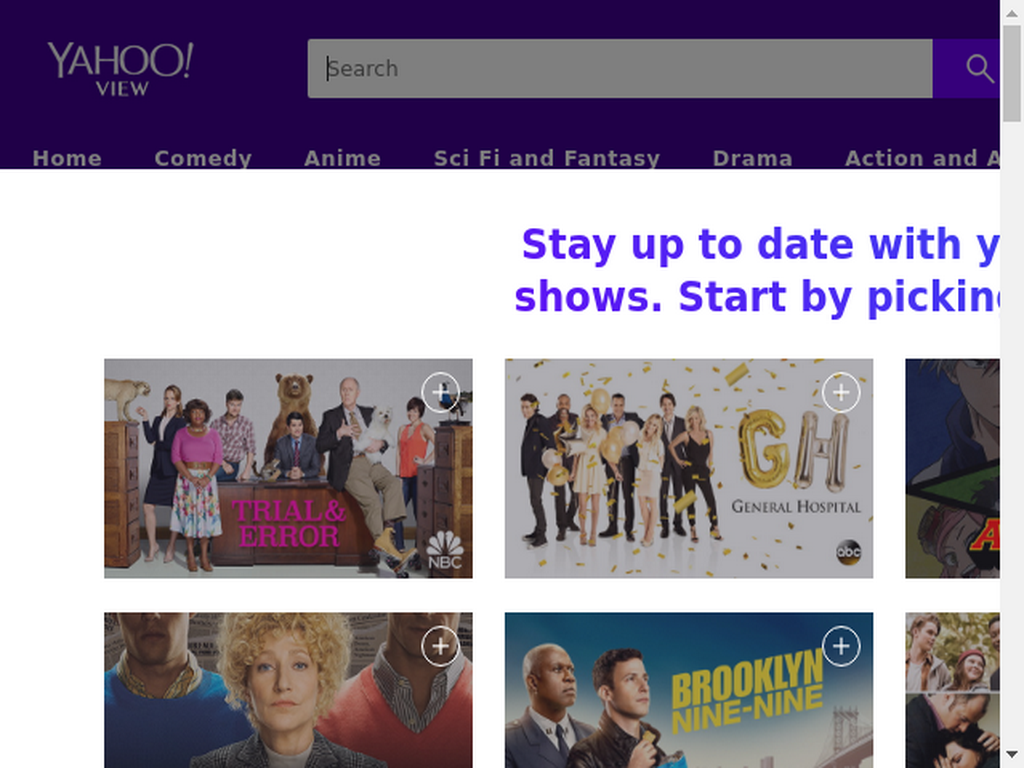 YAHOO!
VIEW
Search
Home
Comedy
Anime
Sci Fi and Fantasy
Drama
Action and A
Stay up to date with y
shows. Start by pickin
TRIAL&
ERROR
NBC
GH
GENERAL HOSPITAL
abc
A
BROOKLYN
NINE-NINE